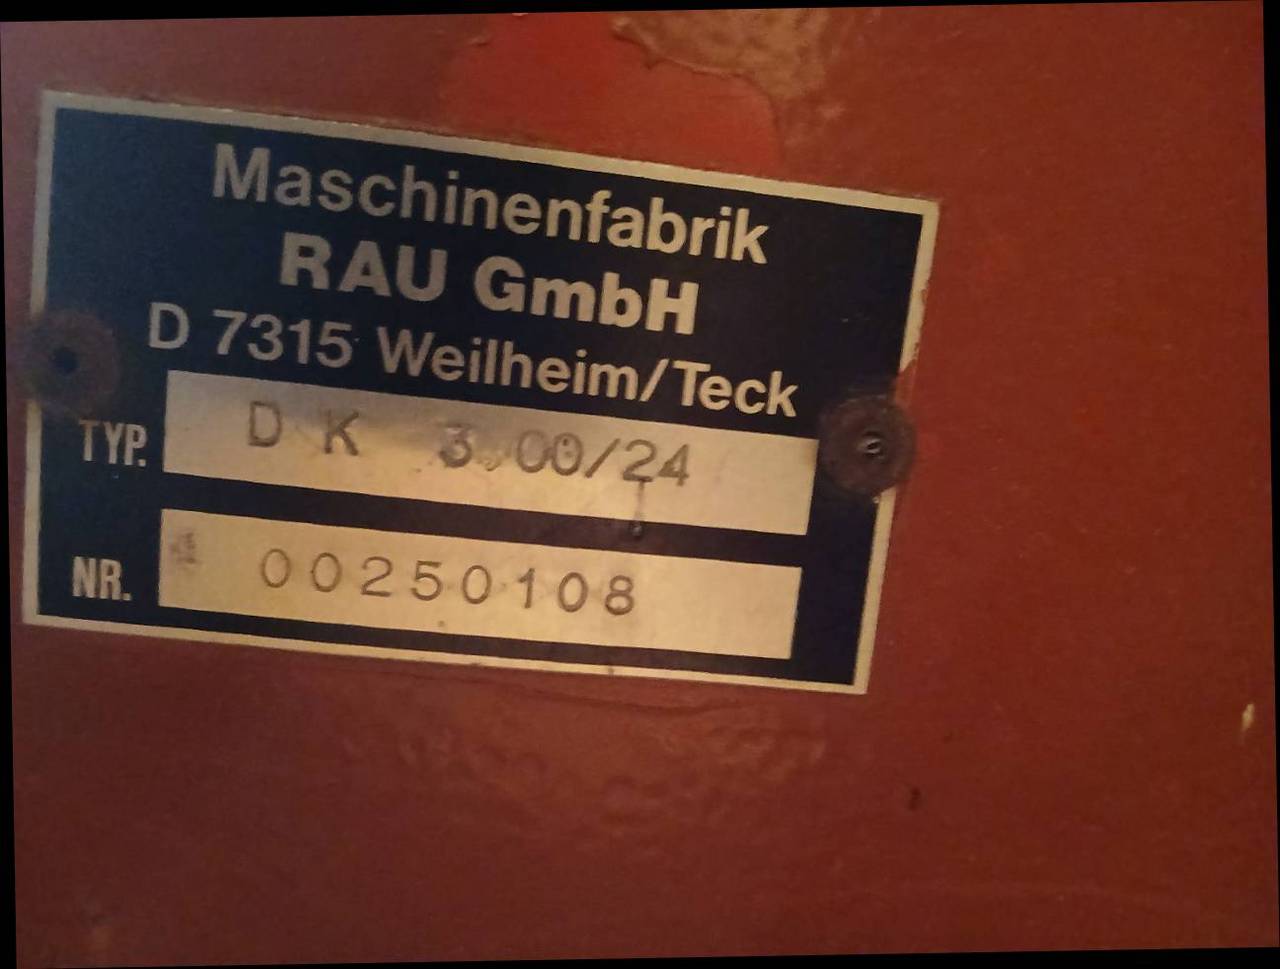 Maschinenfabrik
RAU GmbH
D 7315 Weilheim/Teck
TYP. DK 3,00/24
NR. 00250108